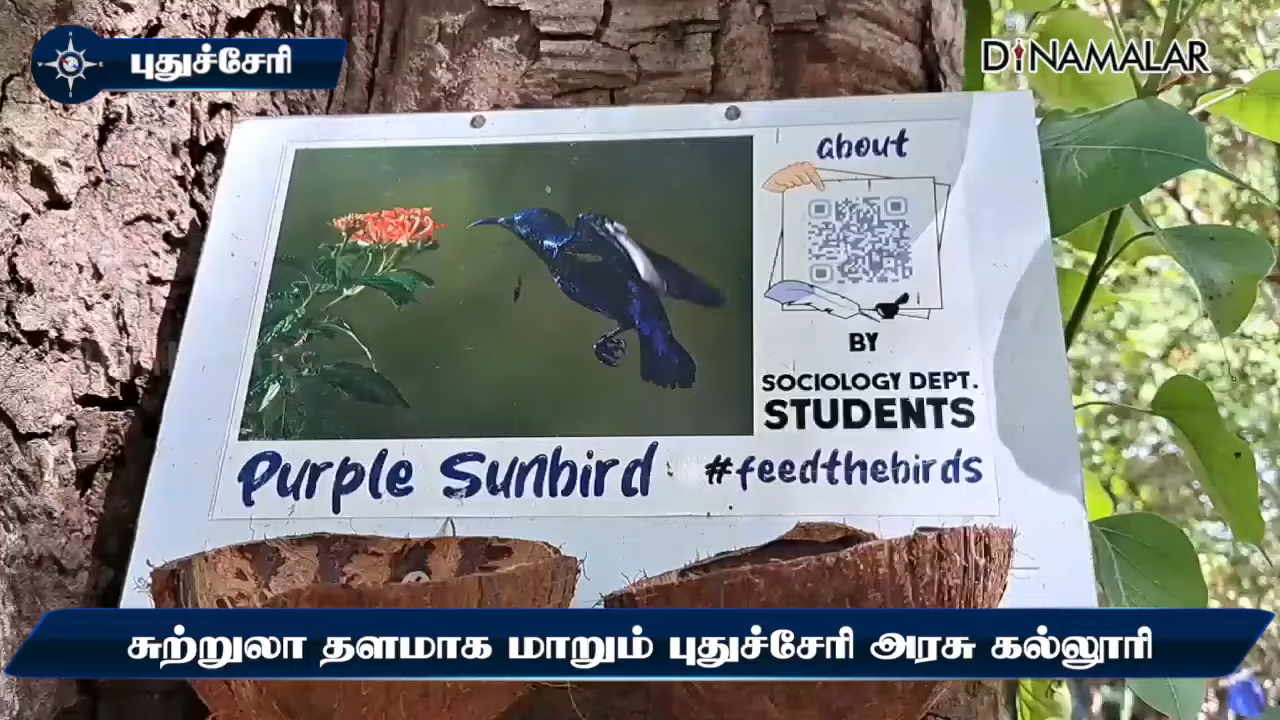 புதுச்சேரி
DINAMALAR
about
BY
SOCIOLOGY DEPT.
STUDENTS
Purple Sunbird
#feedthebirds
சுற்றுலா தளமாக மாறும் புதுச்சேரி அரசு கல்லூரி